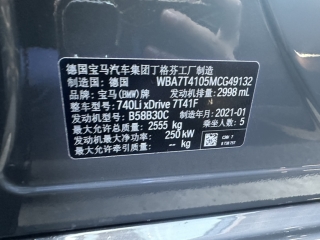 德国宝马汽车集团丁格芬工厂制造
制造国：德国 WBA7T4105MCG49132
品牌：宝马(BMW)牌 发动机排量：2998 mL
整车型号：740Li xDrive 7T41F
发动机型号：B58B30C 制造年月：2021-01
最大允许总质量：2555 kg 乘坐人数：5
发动机最大净功率：250 kW
最大允许牵引质量：- kg